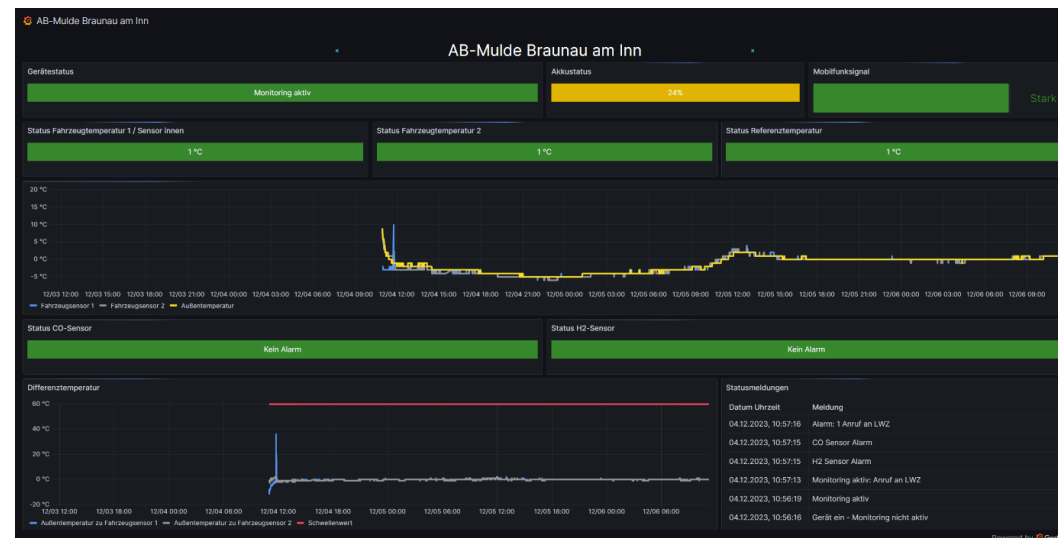 AB-Mulde Braunau am Inn
AB-Mulde Braunau am Inn
Gerätestatus
Akkustatus
Mobilfunksignal
Monitoring aktiv
24%
Stark
Status Fahrzeugtemperatur 1 / Sensor innen
Status Fahrzeugtemperatur 2
Status Referenztemperatur
1 °C
1 °C
1 °C
20 °C
15 °C
10 °C
5 °C
0 °C
-5 °C
12/03 12:00 12/03 15:00 12/03 18:00 12/03 21:00 12/04 00:00 12/04 03:00 12/04 06:00 12/04 09:00 12/04 12:00 12/04 15:00 12/04 18:00 12/04 21:00 12/05 00:00 12/05 03:00 12/05 06:00 12/05 09:00 12/05 12:00 12/05 15:00 12/05 18:00 12/05 21:00 12/06 00:00 12/06 03:00 12/06 06:00 12/06 09:00
Fahrzeugsensor 1 Fahrzeugsensor 2 Außentemperatur
Status CO-Sensor
Status H2-Sensor
Kein Alarm
Kein Alarm
Differenztemperatur
60 °C
40 °C
20 °C
0 °C
-20 °C
12/03 12:00 12/03 18:00 12/04 00:00 12/04 06:00 12/04 12:00 12/04 18:00 12/05 00:00 12/05 06:00 12/05 12:00 12/05 18:00 12/06 00:00 12/06 06:00
Außentemperatur zu Fahrzeugsensor 1 Außentemperatur zu Fahrzeugsensor 2 Schwellenwert
Statusmeldungen
Datum Uhrzeit Meldung
04.12.2023, 10:57:16 Alarm: 1 Anruf an LWZ
04.12.2023, 10:57:15 CO Sensor Alarm
04.12.2023, 10:57:15 H2 Sensor Alarm
04.12.2023, 10:57:13 Monitoring aktiv: Anruf an LWZ
04.12.2023, 10:56:19 Monitoring aktiv
04.12.2023, 10:56:16 Gerät ein - Monitoring nicht aktiv
Powered by